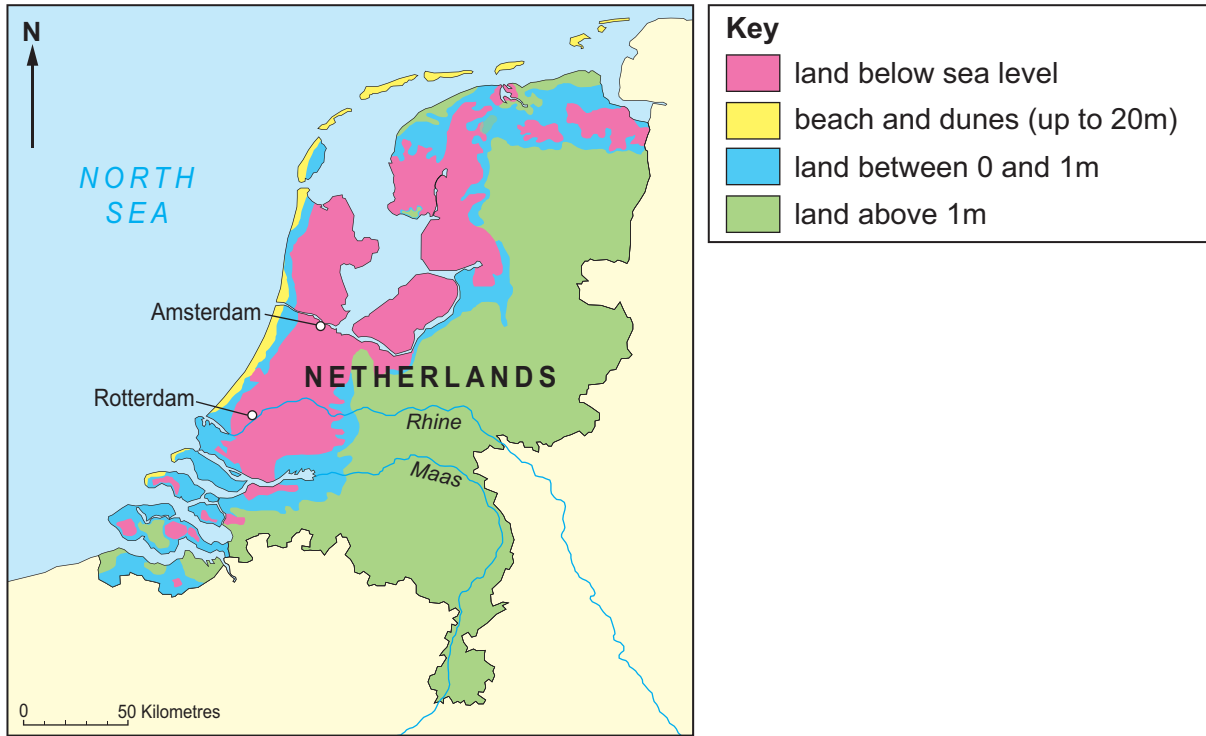 N
NORTH
SEA
Amsterdam
NETHERLANDS
Rotterdam
Rhine
Maas
0 50 Kilometres
Key
land below sea level
beach and dunes (up to 20m)
land between 0 and 1m
land above 1m